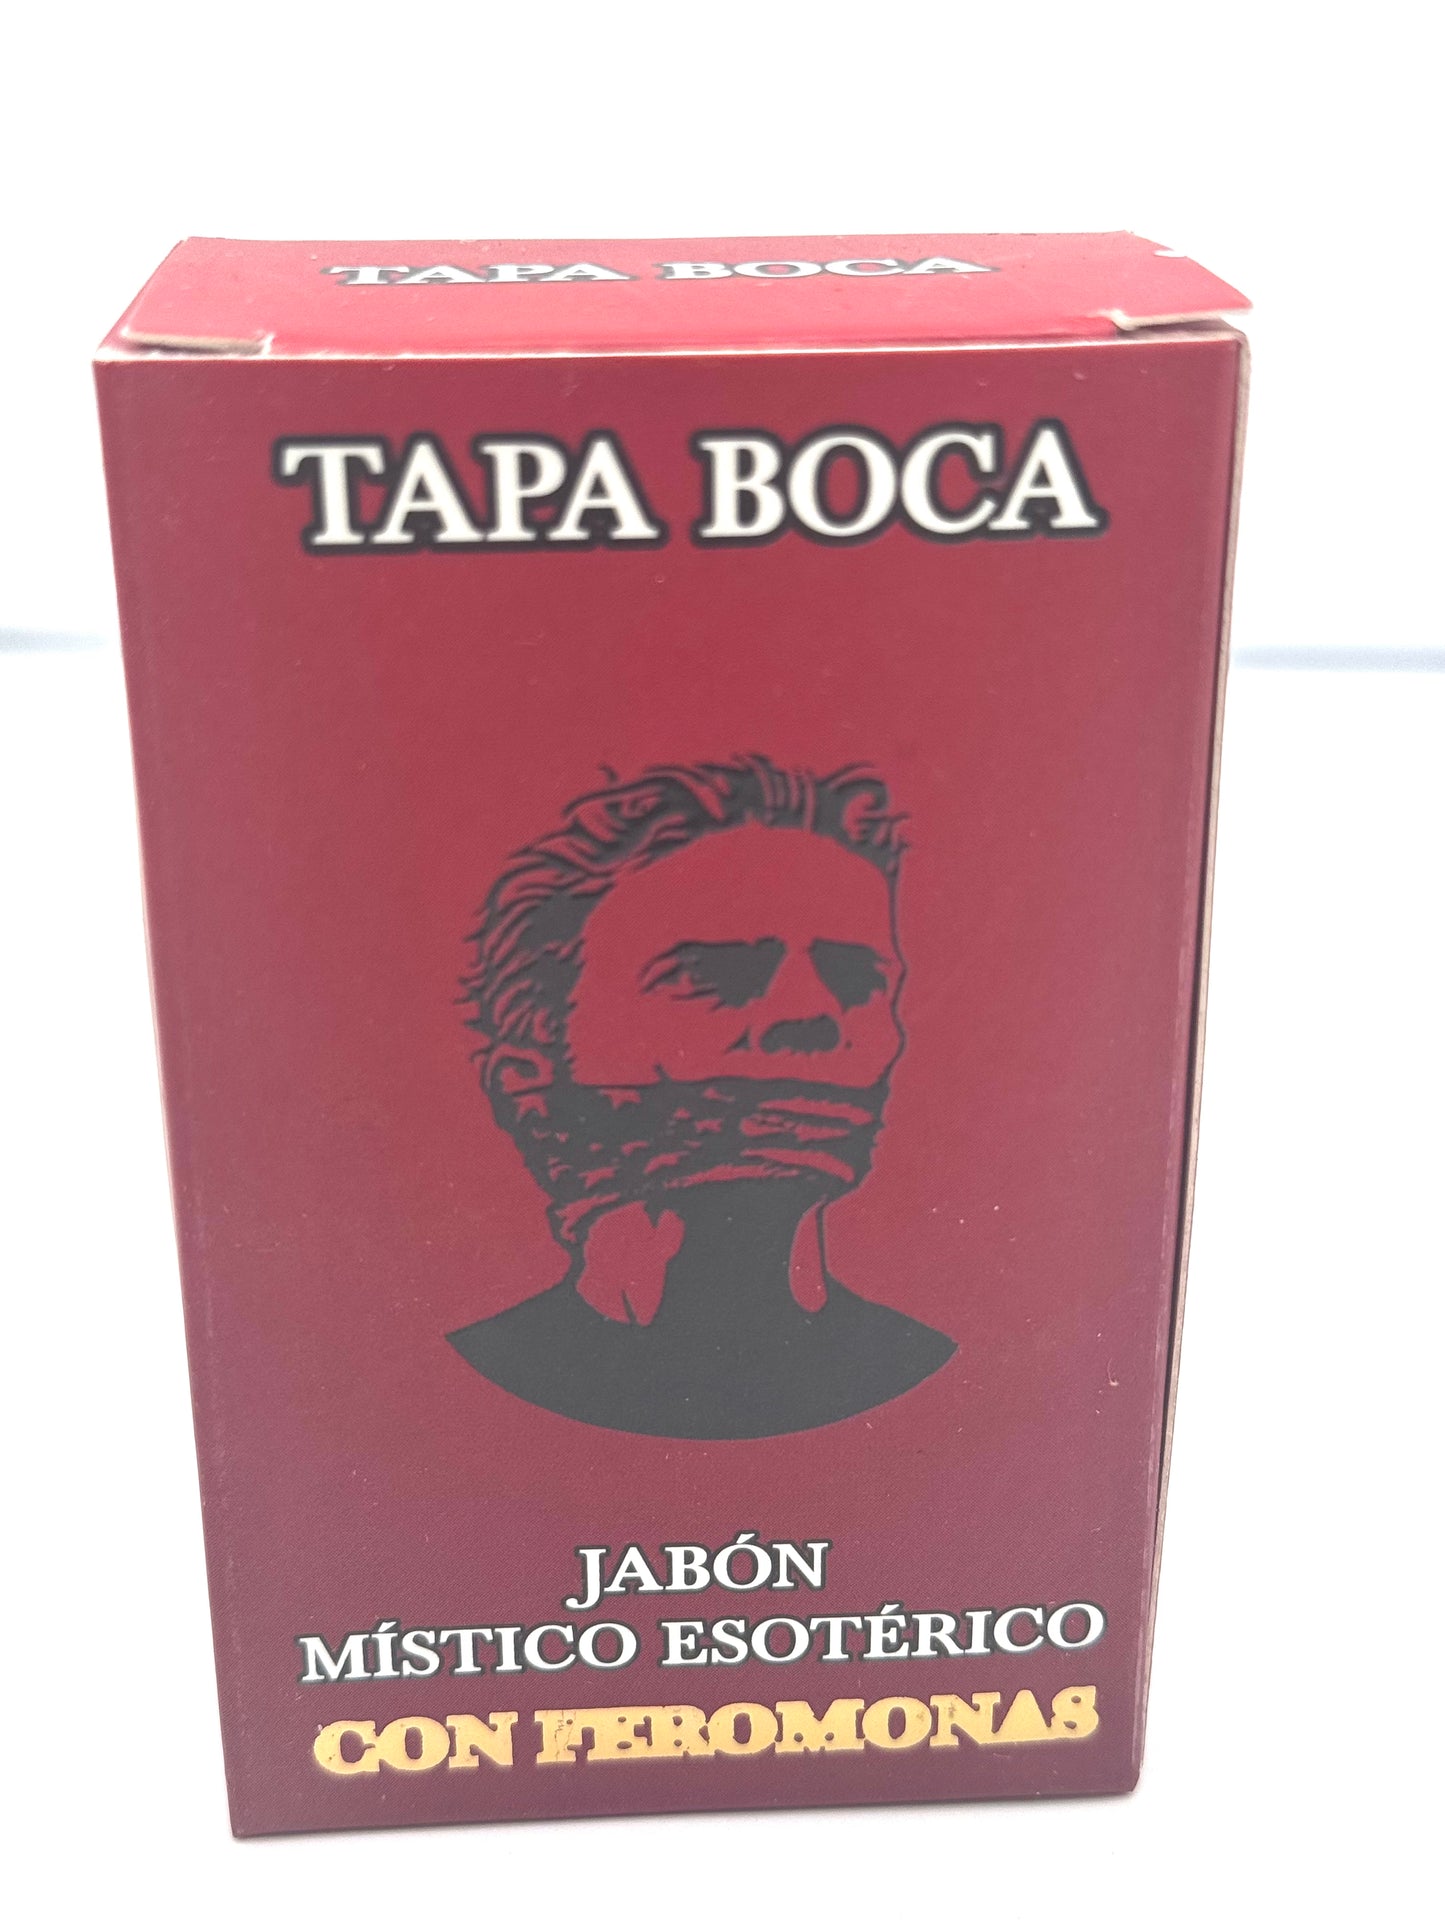 TAPA BOCA
TAPA BOCA
JABÓN
MÍSTICO ESOTÉRICO
CON FEROMONAS